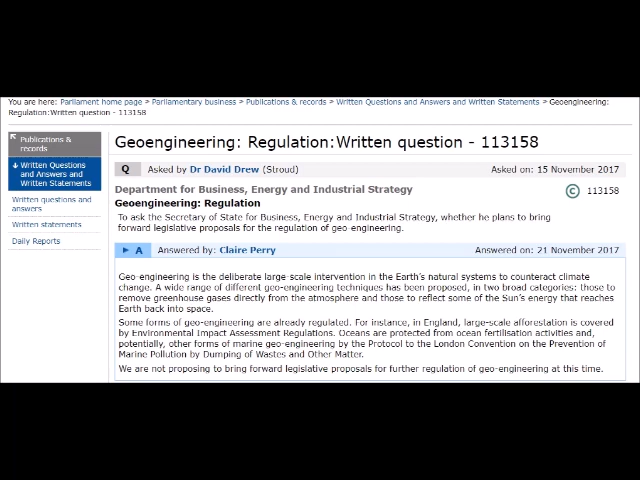 You are here: Parliament home page > Parliamentary business > Publications & records > Written Questions and Answers and Written Statements > Geoengineering:
Regulation:Written question - 113158
Publications &
records
Written Questions
and Answers and
Written Statements
Written questions and
answers
Written statements
Daily Reports
Geoengineering: Regulation:Written question - 113158
Q Asked by Dr David Drew (Stroud) Asked on: 15 November 2017
Department for Business, Energy and Industrial Strategy © 113158
Geoengineering: Regulation
To ask the Secretary of State for Business, Energy and Industrial Strategy, whether he plans to bring
forward legislative proposals for the regulation of geo-engineering.
A Answered by: Claire Perry Answered on: 21 November 2017
Geo-engineering is the deliberate large-scale intervention in the Earth's natural systems to counteract climate
change. A wide range of different geo-engineering techniques has been proposed, in two broad categories: those to
remove greenhouse gases directly from the atmosphere and those to reflect some of the Sun's energy that reaches
Earth back into space.
Some forms of geo-engineering are already regulated. For instance, in England, large-scale afforestation is covered
by Environmental Impact Assessment Regulations. Oceans are protected from ocean fertilisation activities and,
potentially, other forms of marine geo-engineering by the Protocol to the London Convention on the Prevention of
Marine Pollution by Dumping of Wastes and Other Matter.
We are not proposing to bring forward legislative proposals for further regulation of geo-engineering at this time.